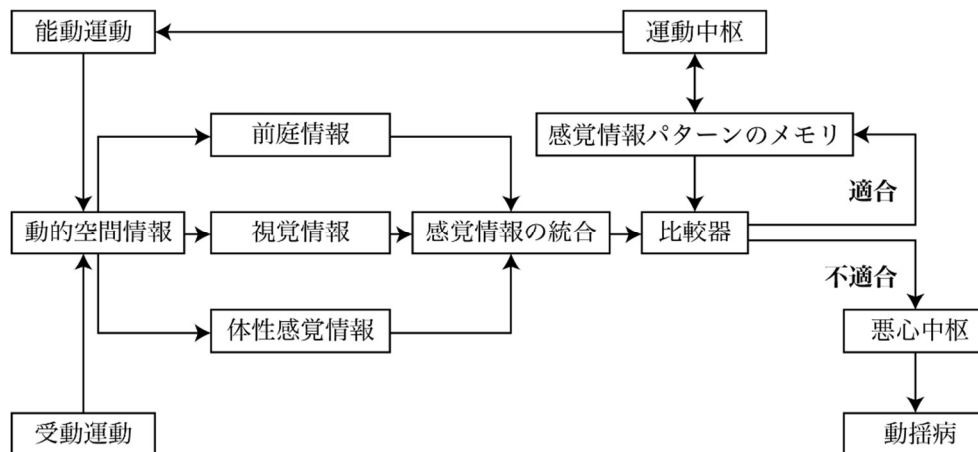 能動運動
運動中枢
前庭情報
感覚情報パターンのメモリ
適合
動的空間情報
視覚情報
感覚情報の統合
比較器
不適合
体性感覚情報
悪心中枢
受動運動
動揺病